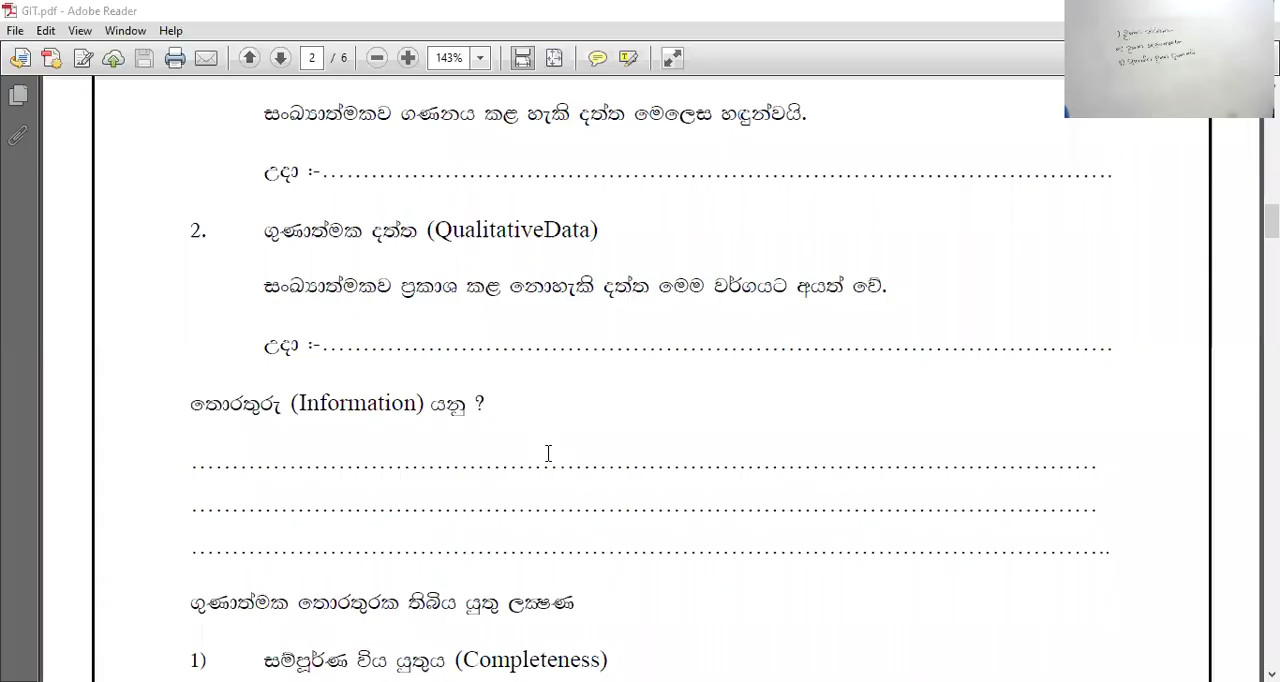 GIT.pdf - Adobe Reader
File Edit View Window Help
2 / 6 143%
සංඛ්‍යාත්මකව ගණනය කළ හැකි දත්ත මෙලෙස හඳුන්වයි.
උදා :-..............................................................................................
2. ගුණාත්මක දත්ත (QualitativeData)
සංඛ්‍යාත්මකව ප්‍රකාශ කළ නොහැකි දත්ත මෙම වර්ගයට අයත් වේ.
උදා :-..............................................................................................
තොරතුරු (Information) යනු ?
..............................................................................................................
..............................................................................................................
..............................................................................................................
ගුණාත්මක තොරතුරක තිබිය යුතු ලක්‍ෂණ
1) සම්පූර්ණ විය යුතුය (Completeness)